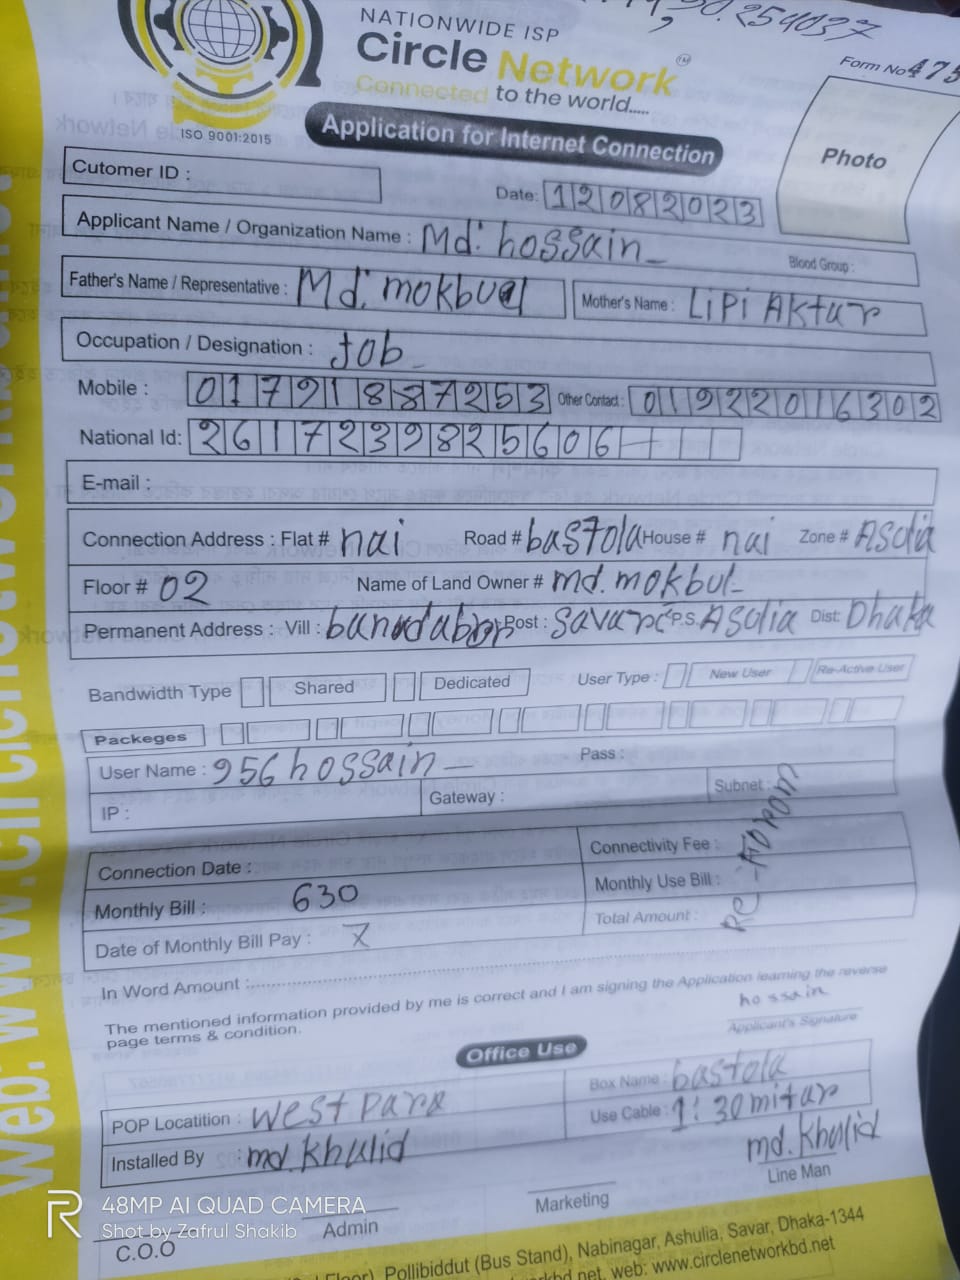 NATIONWIDE ISP
Circle Network TM
Connected to the world.....
ISO 9001:2015
Form No 475
Application for Internet Connection
Photo
Cutomer ID :
Date: 12082023
Applicant Name / Organization Name : Md: hossain
Blood Group :
Father's Name / Representative : Md: mokbul Mother's Name : LiPi AKtar
Occupation / Designation : Job
Mobile : 01791887253 Other Contact : 01922016302
National Id: 2617239825606
E-mail :
Connection Address : Flat # nai Road # bastola House # nai Zone # ASulia
Floor # 02 Name of Land Owner # md. mokbul
Permanent Address : Vill : Post : Savar P.S. ASulia Dist: Dhaka
Bandwidth Type Shared Dedicated User Type : New User Re-Active User
Packeges
User Name : 956hossain Pass :
IP : Gateway : Subnet :
Connection Date : Connectivity Fee :
Monthly Bill : 630 Monthly Use Bill :
Date of Monthly Bill Pay : 7 Total Amount :
In Word Amount :
The mentioned information provided by me is correct and I am signing the Application learning the reverse
page terms & condition.
hossain
Applicant's Signature
Office Use
POP Locatition : West Para Box Name : bastola
Installed By : md. Khalid Use Cable : 1: 30mitar
md. Khalid
Line Man
Marketing
Admin
C.O.O
Pollibiddut (Bus Stand), Nabinagar, Ashulia, Savar, Dhaka-1344
web: www.circlenetworkbd.net
48MP AI QUAD CAMERA
Shot by Zafrul Shakib